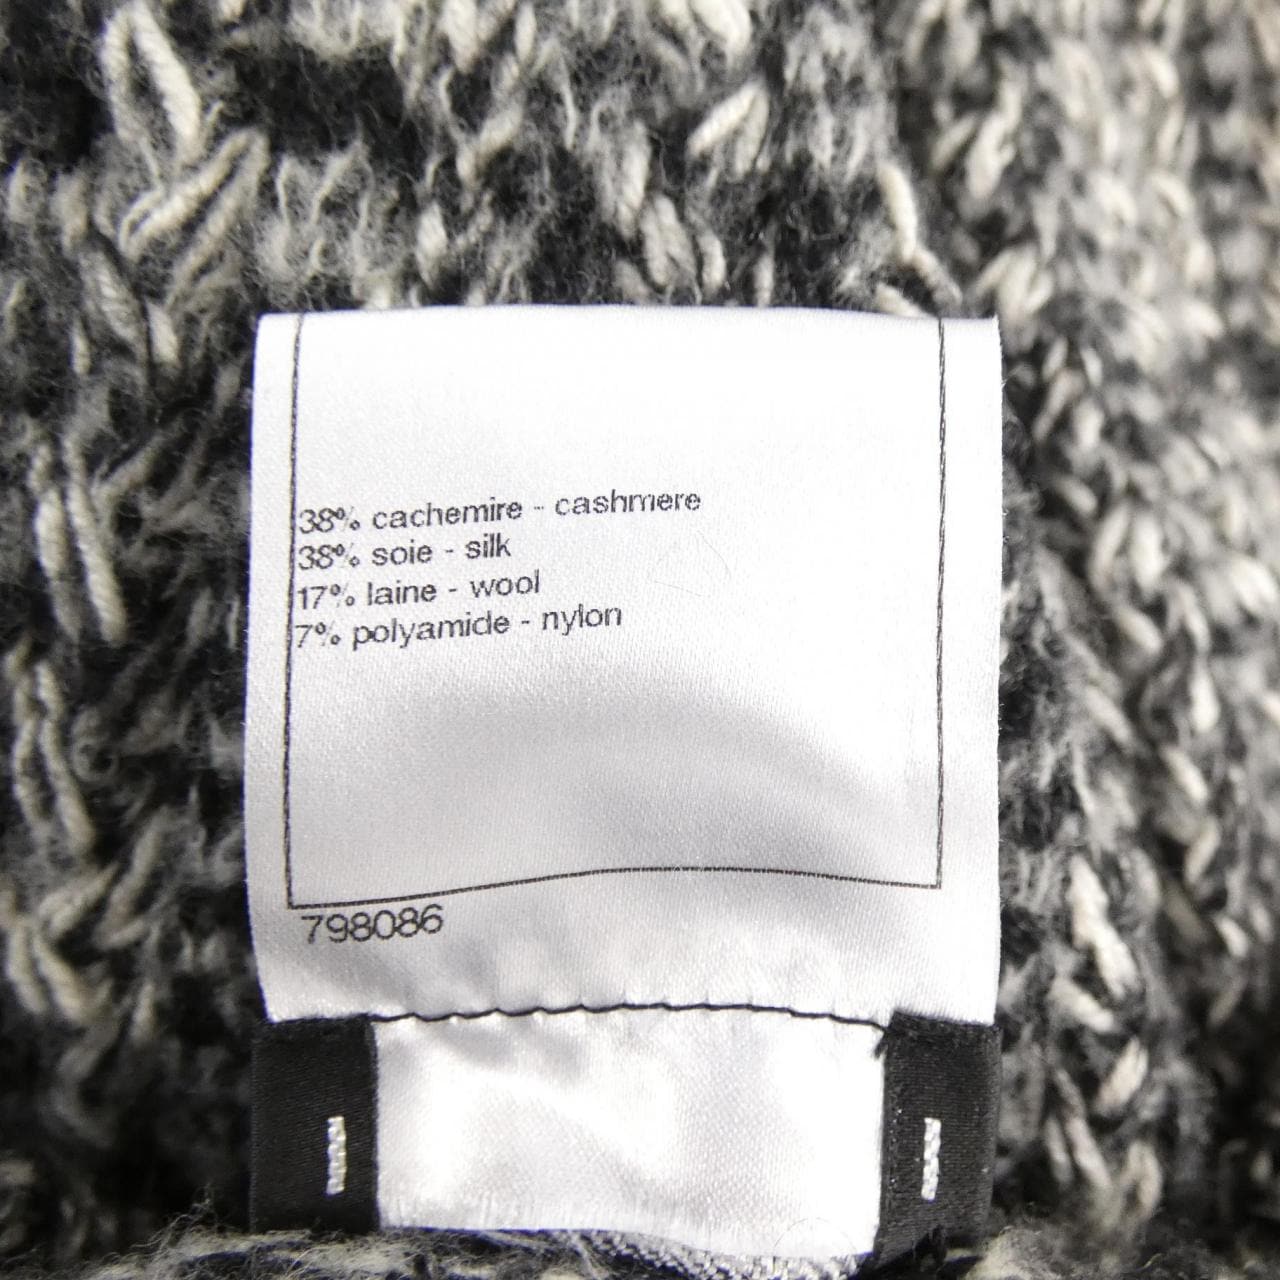 38% cachemire - cashmere
38% soie - silk
17% laine - wool
7% polyamide - nylon
798086